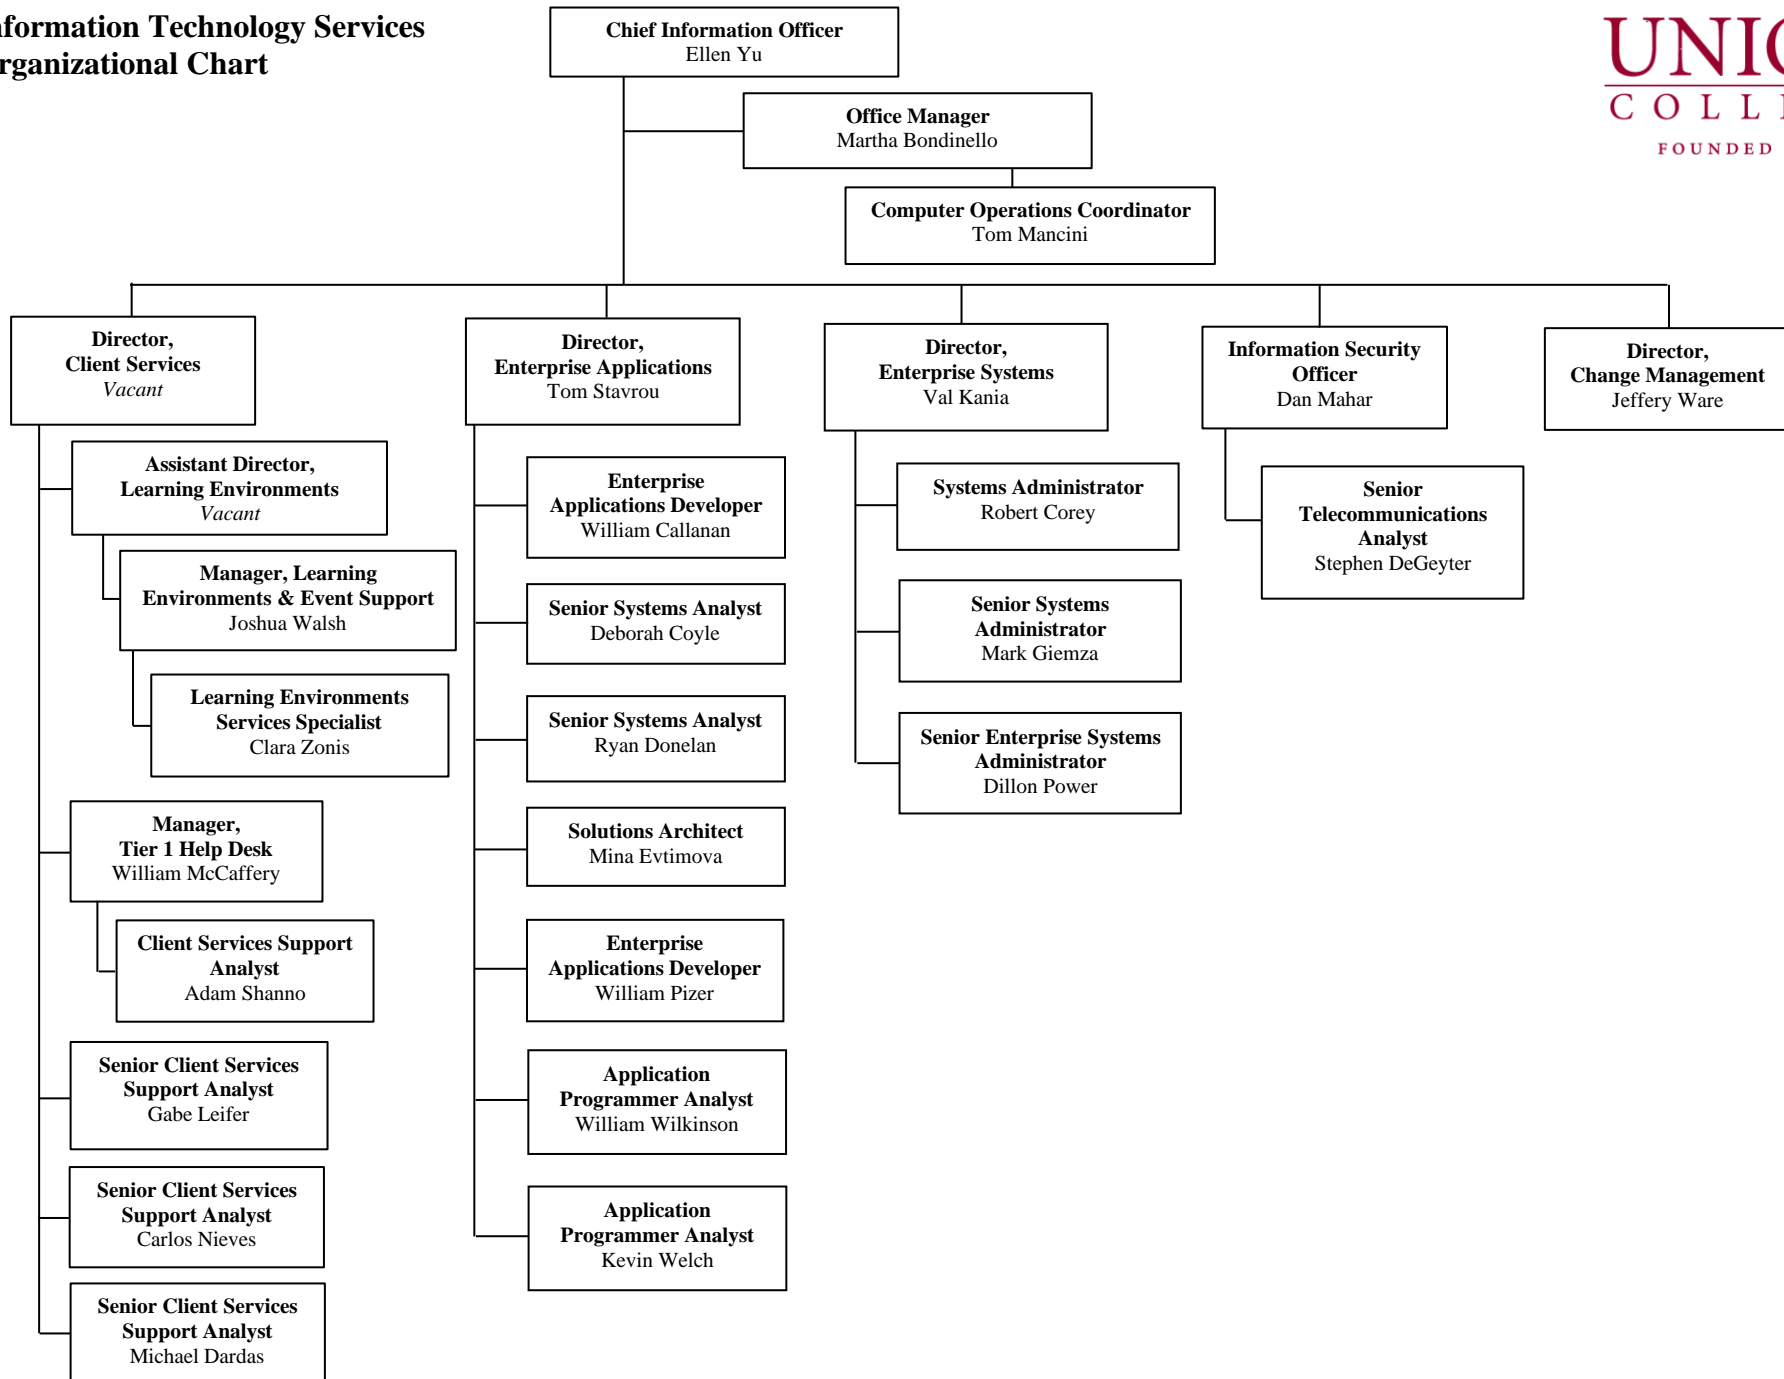 nformation Technology Services
rganizational Chart
Chief Information Officer
Ellen Yu
UNIO
COLLE
FOUNDED
Office Manager
Martha Bondinello
Computer Operations Coordinator
Tom Mancini
Director,
Client Services
Vacant
Director,
Enterprise Applications
Tom Stavrou
Director,
Enterprise Systems
Val Kania
Information Security
Officer
Dan Mahar
Director,
Change Management
Jeffery Ware
Assistant Director,
Learning Environments
Vacant
Manager, Learning
Environments & Event Support
Joshua Walsh
Learning Environments
Services Specialist
Clara Zonis
Manager,
Tier 1 Help Desk
William McCaffery
Client Services Support
Analyst
Adam Shanno
Senior Client Services
Support Analyst
Gabe Leifer
Senior Client Services
Support Analyst
Carlos Nieves
Senior Client Services
Support Analyst
Michael Dardas
Enterprise
Applications Developer
William Callanan
Senior Systems Analyst
Deborah Coyle
Senior Systems Analyst
Ryan Donelan
Solutions Architect
Mina Evtimova
Enterprise
Applications Developer
William Pizer
Application
Programmer Analyst
William Wilkinson
Application
Programmer Analyst
Kevin Welch
Systems Administrator
Robert Corey
Senior Systems
Administrator
Mark Giemza
Senior Enterprise Systems
Administrator
Dillon Power
Senior
Telecommunications
Analyst
Stephen DeGeyter